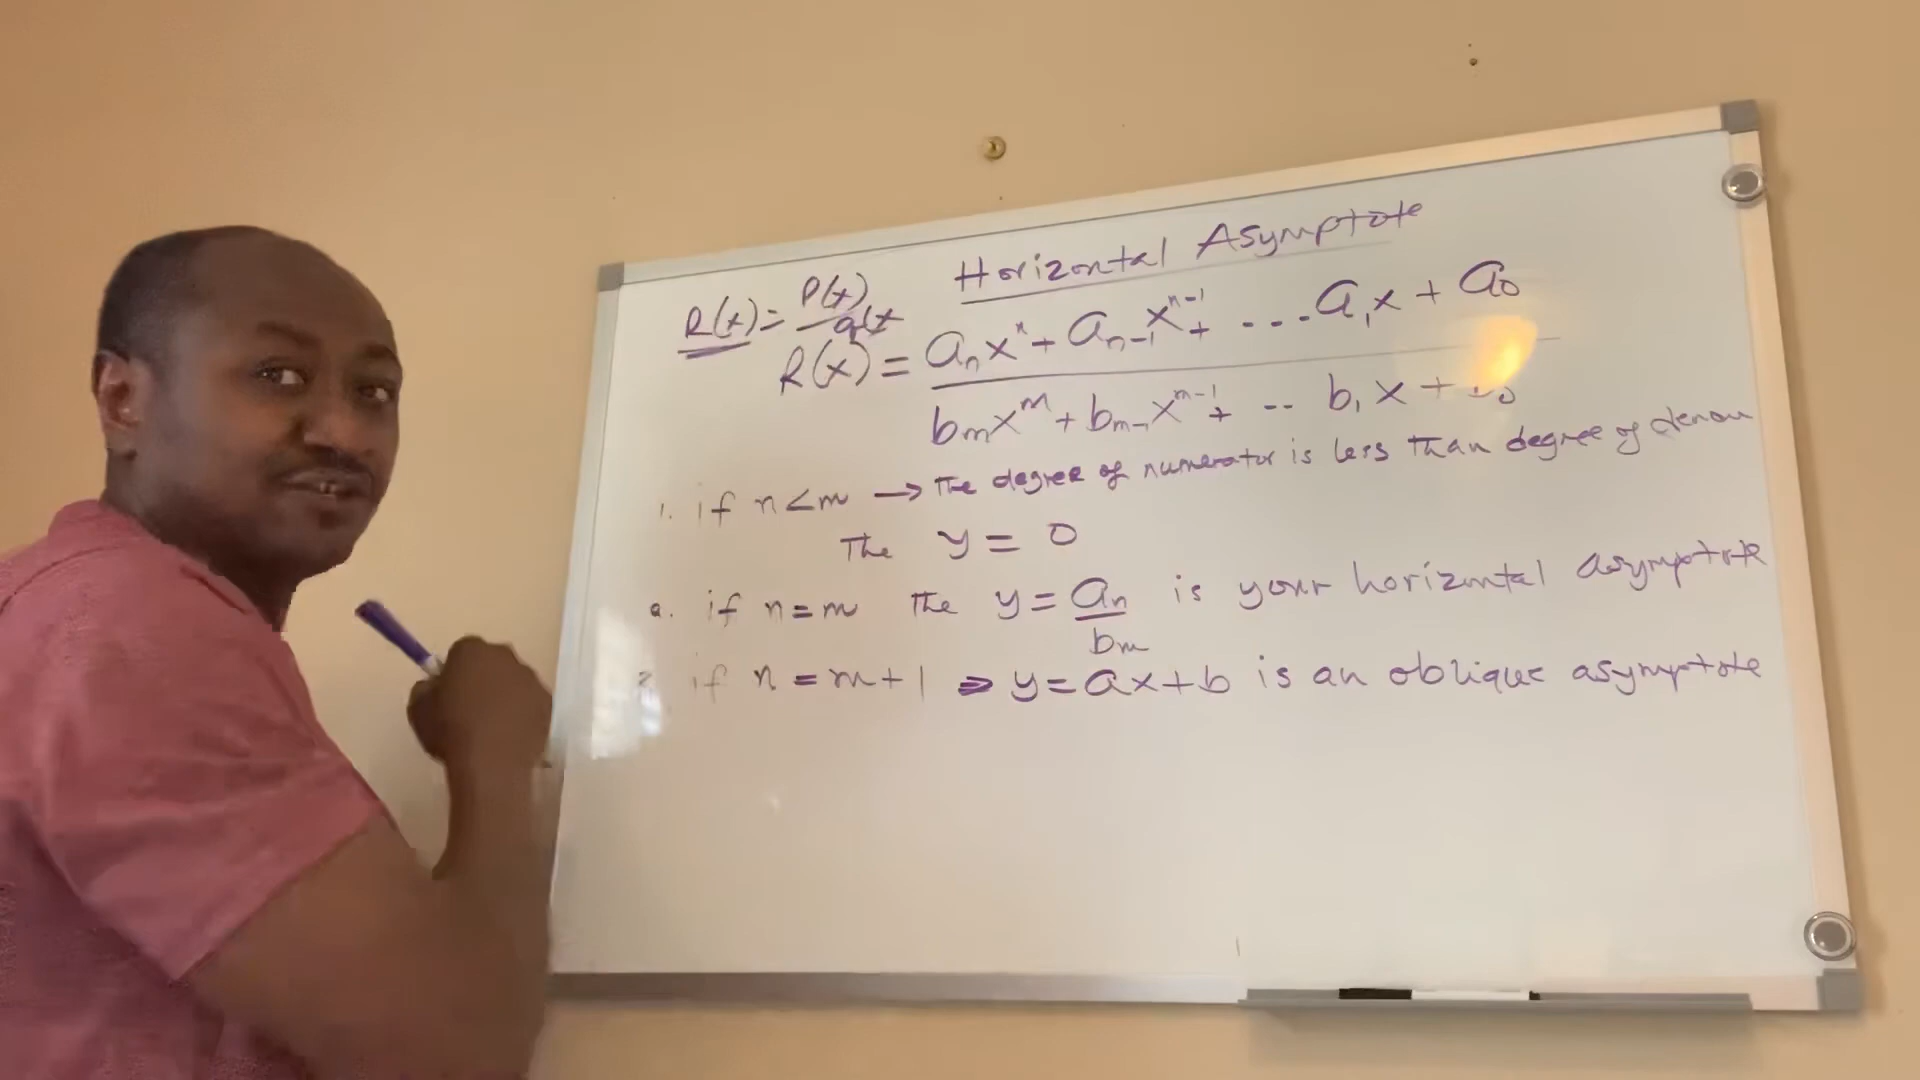 Horizontal Asymptote
R(x) = P(x)
q(x
R(x) = aₙxⁿ + aₙ₋₁xⁿ⁻¹ + ... a₁x + a₀
bₘxᵐ + bₘ₋₁xᵐ⁻¹ + -- b₁x +
1. if n < m → The degree of numerator is less than degree of denom
The y = 0
2. if n = m The y = aₙ is your horizontal asymptote
bₘ
if n = m + 1 ⇒ y = ax + b is an oblique asymptote